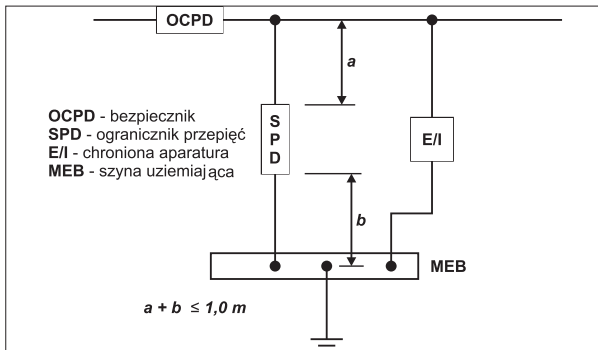 OCPD
a
OCPD - bezpiecznik
SPD - ogranicznik przepięć
E/I - chroniona aparatura
MEB - szyna uziemiająca
S
P
D
E/I
b
MEB
a + b ≤ 1,0 m